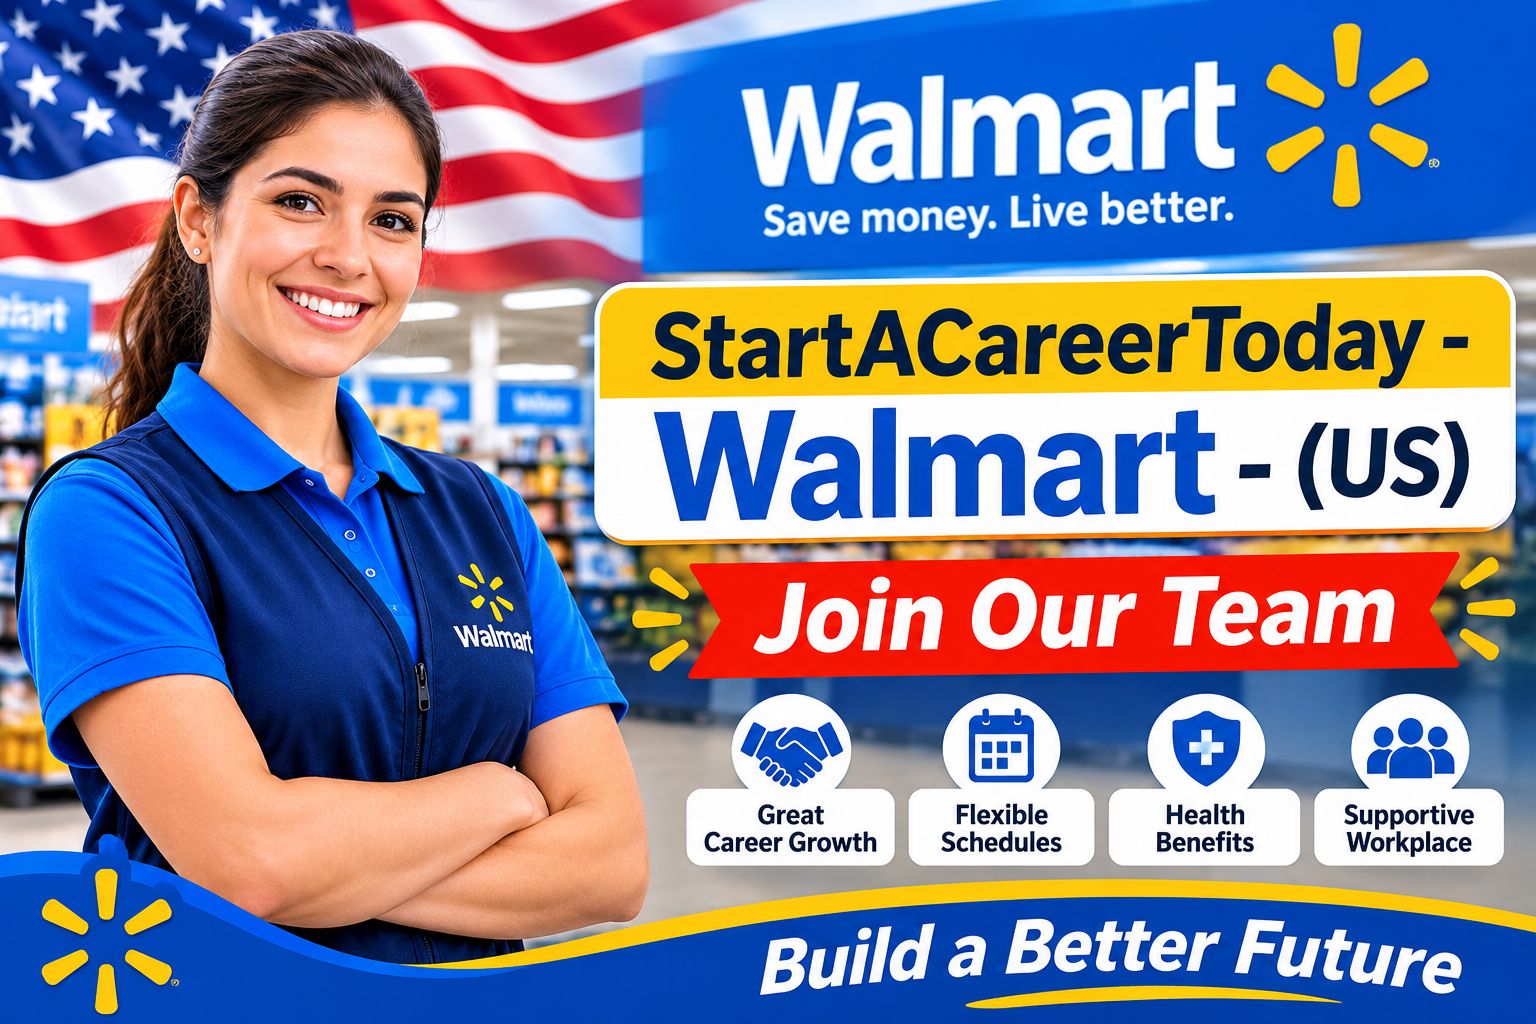 Walmart
Save money. Live better.
StartACareerToday -
Walmart - (US)
Join Our Team
Walmart
Great
Career Growth
Flexible
Schedules
Health
Benefits
Supportive
Workplace
Build a Better Future